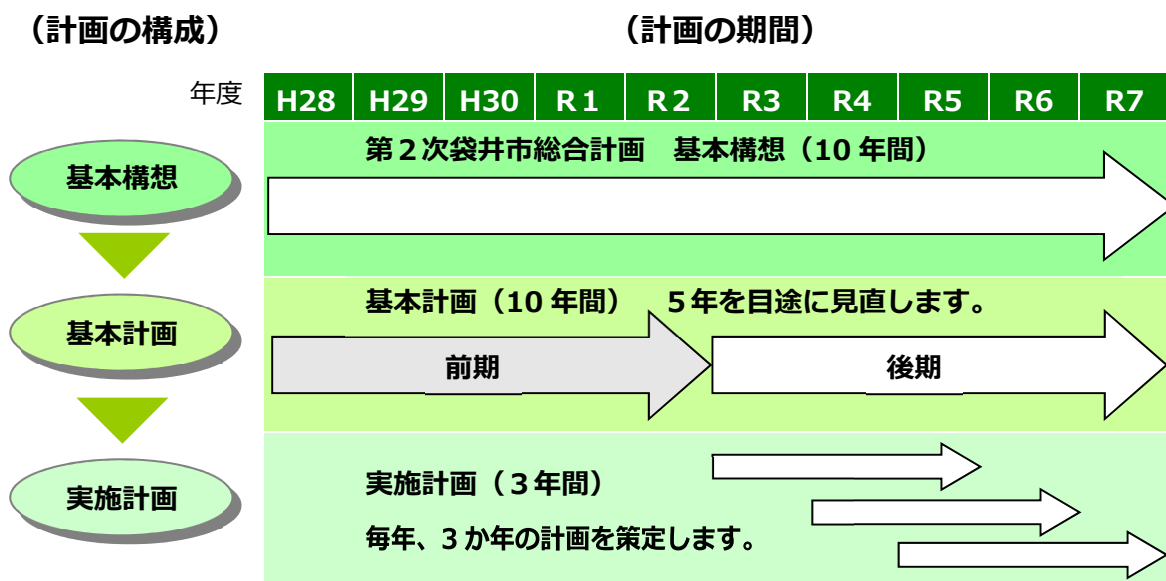 （計画の構成）
（計画の期間）
年度 H28 H29 H30 R１ R２ R3 R4 R5 R6 R7
基本構想
第２次袋井市総合計画　基本構想（10 年間）
基本計画
基本計画（10 年間）　５年を目途に見直します。
前期
後期
実施計画
実施計画（３年間）
毎年、３か年の計画を策定します。